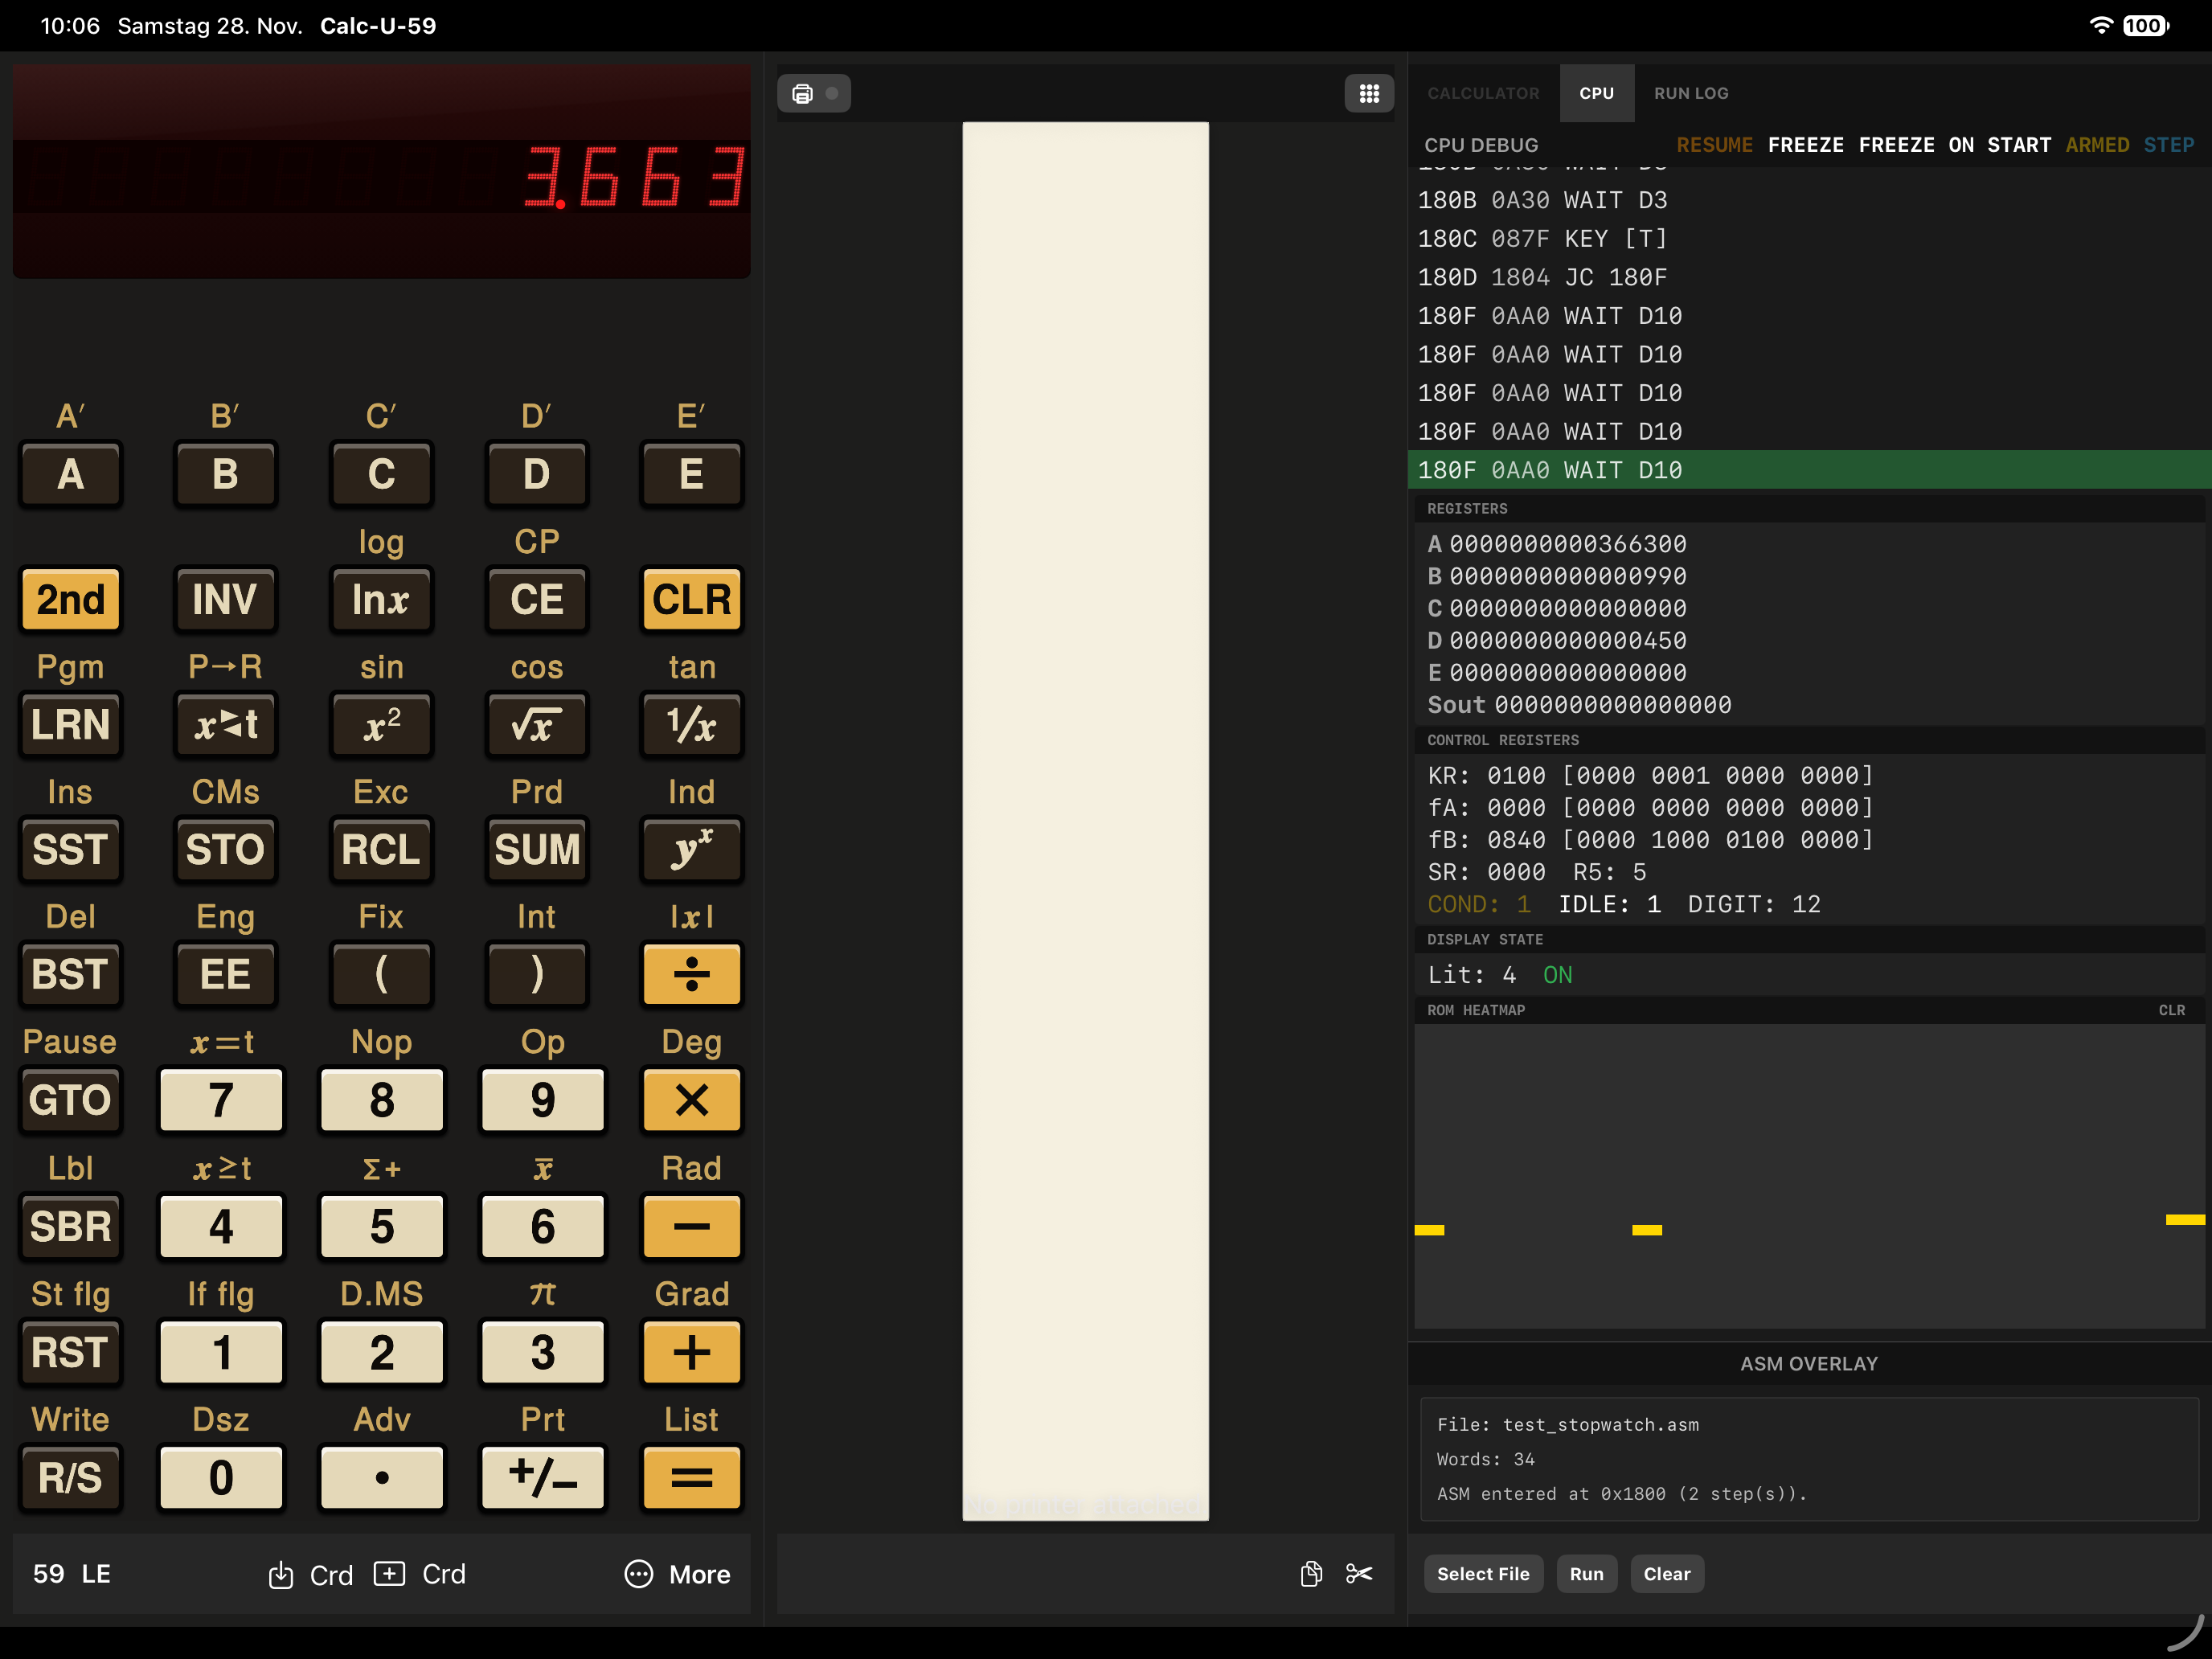 10:06 Samstag 28. Nov. Calc-U-59
100
3.663
A′ B′ C′ D′ E′
A B C D E
log CP
2nd INV lnx CE CLR
Pgm P→R sin cos tan
LRN x⇄t x² √x 1/x
Ins CMs Exc Prd Ind
SST STO RCL SUM yˣ
Del Eng Fix Int |x|
BST EE ( ) ÷
Pause x=t Nop Op Deg
GTO 7 8 9 ×
Lbl x≥t Σ+ x̅ Rad
SBR 4 5 6 −
St flg If flg D.MS π Grad
RST 1 2 3 +
Write Dsz Adv Prt List
R/S 0 • +/− =
59 LE Crd Crd More
No printer attached
CALCULATOR CPU RUN LOG
CPU DEBUG RESUME FREEZE FREEZE ON START ARMED STEP
180B 0A30 WAIT D3
180C 087F KEY [T]
180D 1804 JC 180F
180F 0AA0 WAIT D10
180F 0AA0 WAIT D10
180F 0AA0 WAIT D10
180F 0AA0 WAIT D10
180F 0AA0 WAIT D10
REGISTERS
A 0000000000366300
B 0000000000000990
C 0000000000000000
D 0000000000000450
E 0000000000000000
Sout 0000000000000000
CONTROL REGISTERS
KR: 0100 [0000 0001 0000 0000]
fA: 0000 [0000 0000 0000 0000]
fB: 0840 [0000 1000 0100 0000]
SR: 0000 R5: 5
COND: 1 IDLE: 1 DIGIT: 12
DISPLAY STATE
Lit: 4 ON
ROM HEATMAP CLR
ASM OVERLAY
File: test_stopwatch.asm
Words: 34
ASM entered at 0x1800 (2 step(s)).
Select File Run Clear